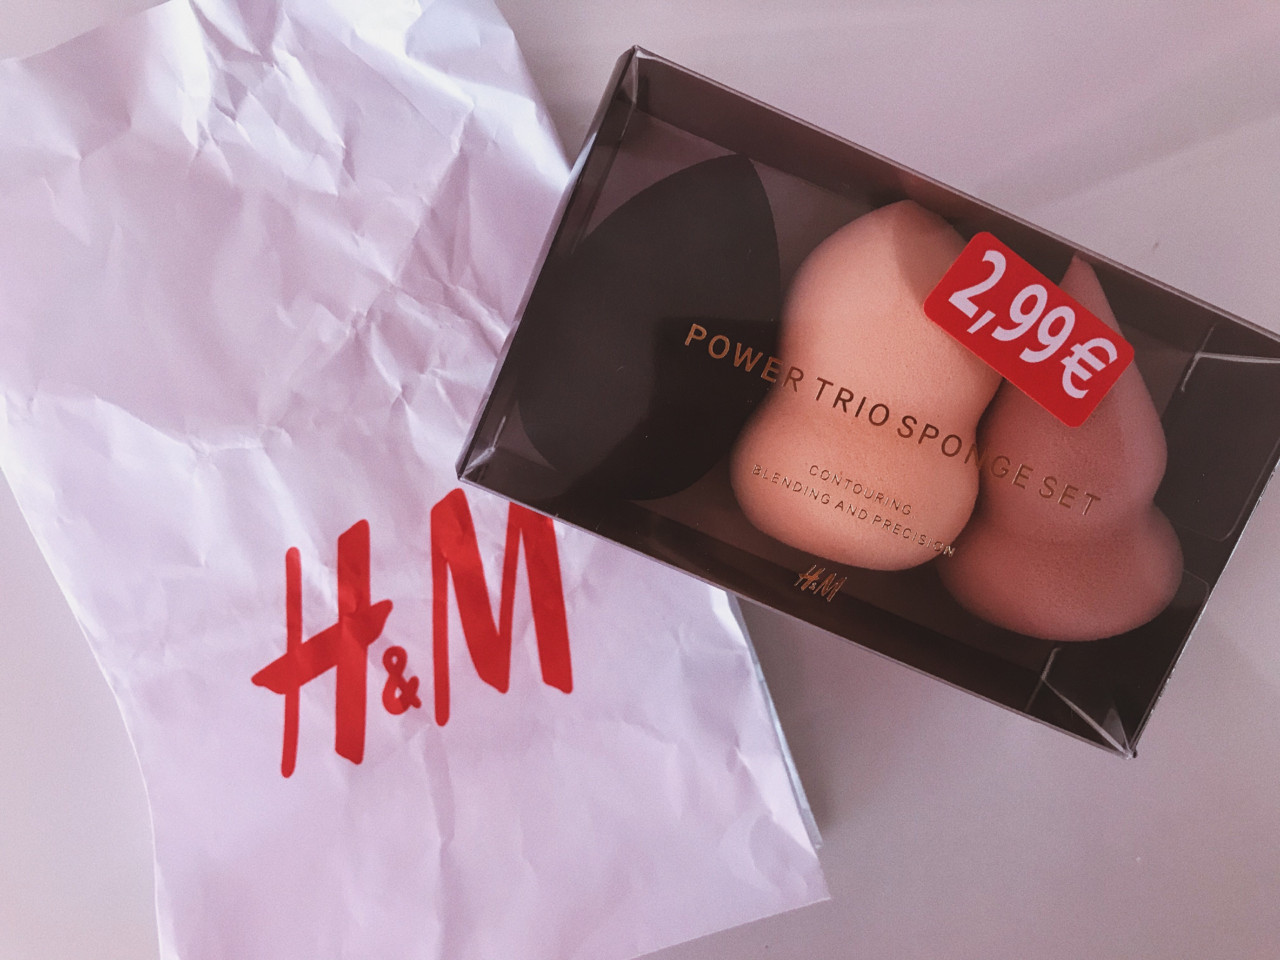 H&M
2,99€
POWER TRIO SPONGE SET
CONTOURING
BLENDING AND PRECISION
H&M